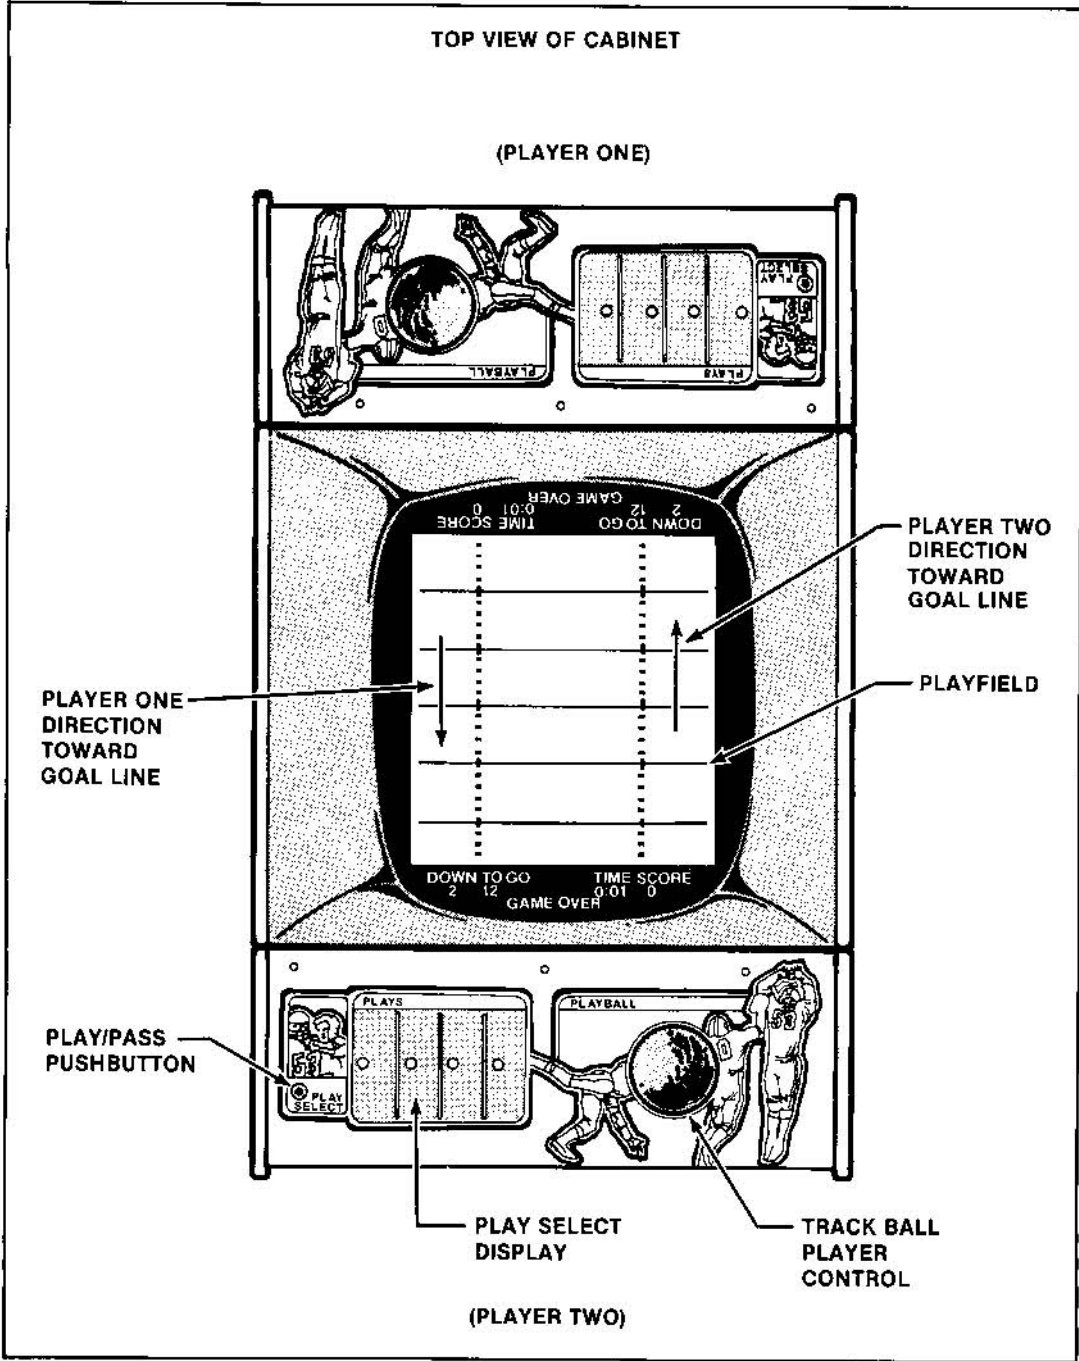 TOP VIEW OF CABINET
(PLAYER ONE)
PLAY
SELECT
53
PLAYS
PLAYBALL
GAME OVER
DOWN TO GO
2 12
TIME SCORE
0:01 0
PLAYER TWO
DIRECTION
TOWARD
GOAL LINE
PLAYFIELD
PLAYER ONE
DIRECTION
TOWARD
GOAL LINE
DOWN TO GO
2 12
TIME SCORE
0:01 0
GAME OVER
PLAYS
PLAYBALL
53
PLAY
SELECT
PLAY/PASS
PUSHBUTTON
PLAY SELECT
DISPLAY
TRACK BALL
PLAYER
CONTROL
(PLAYER TWO)